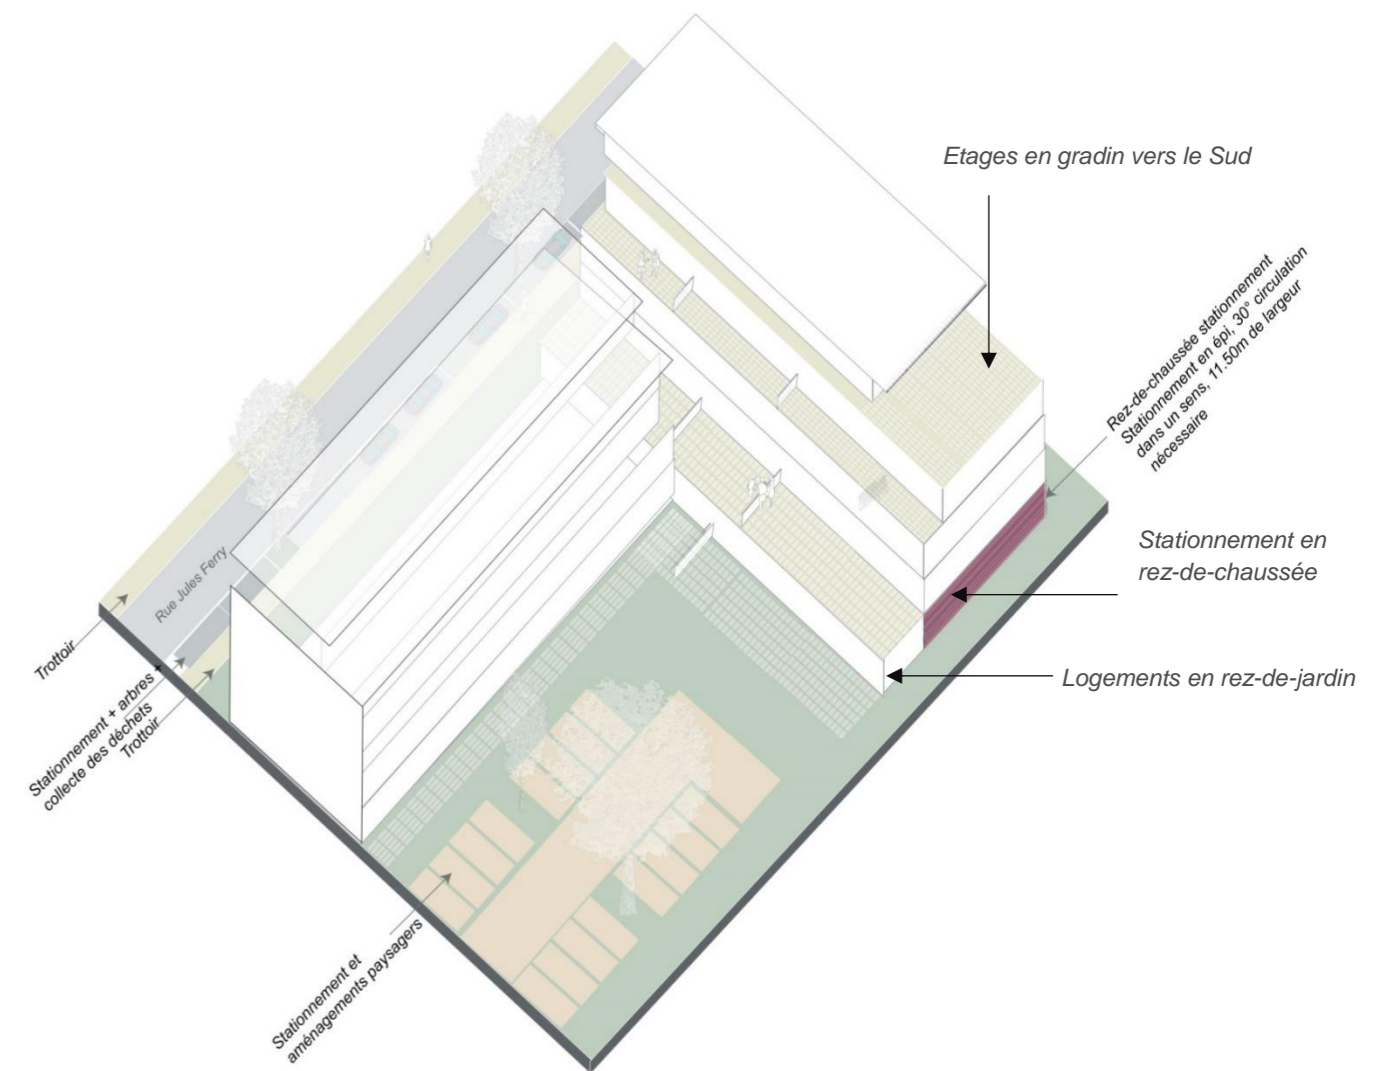 Etages en gradin vers le Sud
Rez-de-chaussée stationnement
Stationnement en épi, 30° circulation
dans un sens, 11.50m de largeur
nécessaire
Stationnement en
rez-de-chaussée
Logements en rez-de-jardin
Rue Jules Ferry
Trottoir
Stationnement + arbres +
collecte des déchets
Trottoir
Stationnement et
aménagements paysagers